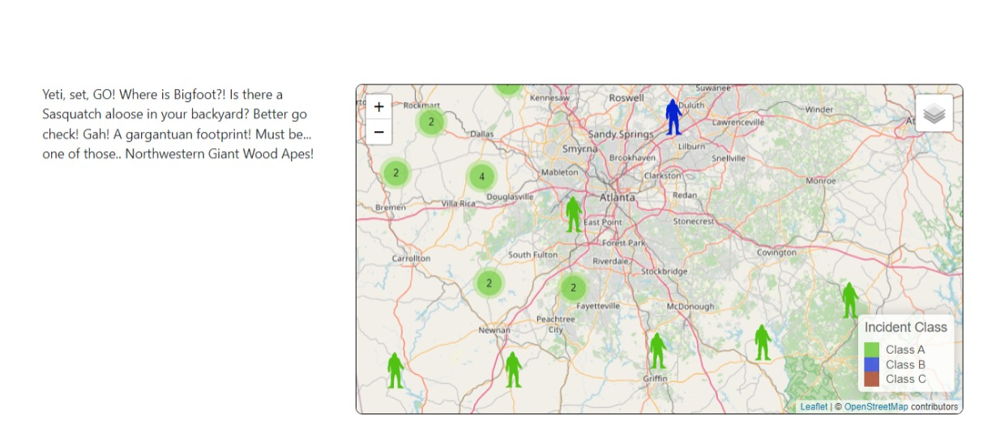 Yeti, set, GO! Where is Bigfoot?! Is there a
Sasquatch aloose in your backyard? Better go
check! Gah! A gargantuan footprint! Must be...
one of those.. Northwestern Giant Wood Apes!
+
−
Suwanee
Kennesaw
Roswell
Duluth
Rockmart
Winder
2
Dallas
Sandy Springs
Lawrenceville
Smyrna
Lilburn
Brookhaven
Snellville
2
4
Mableton
Clarkston
Monroe
Douglasville
Atlanta
Redan
Villa Rica
Bremen
East Point
Stonecrest
Forest Park
Carrollton
South Fulton
Riverdale
Covington
Stockbridge
2
2
Fayetteville
McDonough
Peachtree
City
Newnan
Griffin
Incident Class
Class A
Class B
Class C
Leaflet | © OpenStreetMap contributors